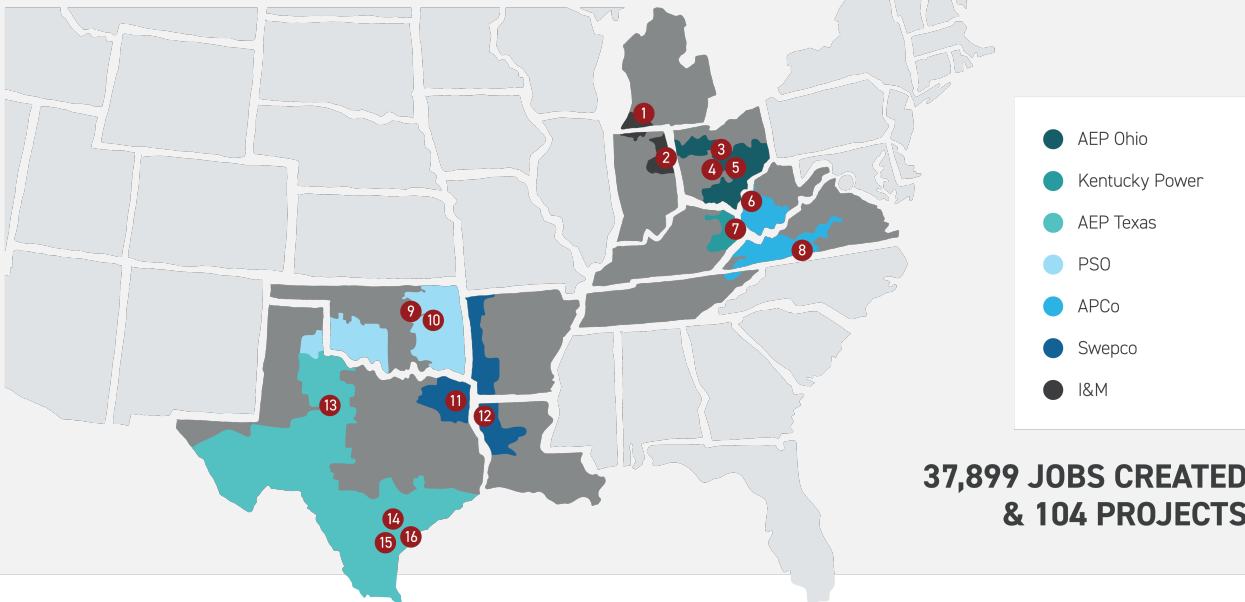 1
2
3
4
5
6
7
8
9
10
11
12
13
14
15
16
AEP Ohio
Kentucky Power
AEP Texas
PSO
APCo
Swepco
I&M
37,899 JOBS CREATED
& 104 PROJECTS